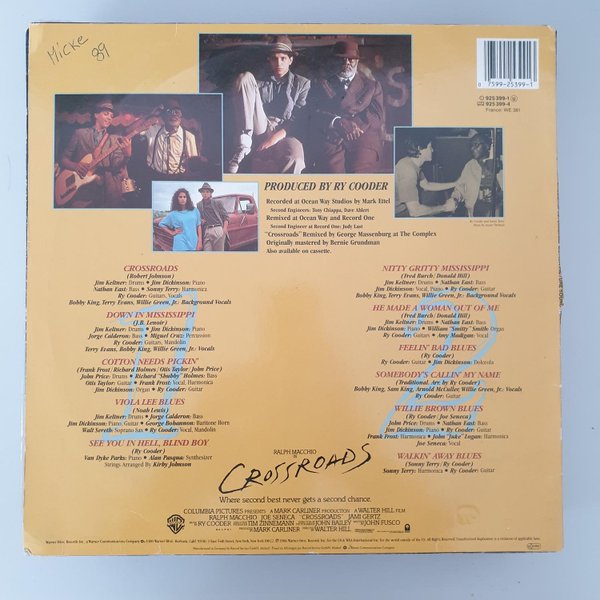 Micke
89
0 7599-25399-1
925 399-1
925 399-4
France: WE 381
PRODUCED BY RY COODER
Recorded at Ocean Way Studios by Mark Ettel
Second Engineers: Tony Chiappa, Dave Ahlert
Remixed at Ocean Way and Record One
Second Engineer at Record One: Judy Last
"Crossroads" Remixed by George Massenburg at The Complex
Originally mastered by Bernie Grundman
Also available on cassette.
CROSSROADS
(Robert Johnson)
Jim Keltner: Drums • Jim Dickinson: Piano
Nathan East: Bass • Sonny Terry: Harmonica
Ry Cooder: Guitars, Vocals
Bobby King, Terry Evans, Willie Green, Jr.: Background Vocals
DOWN IN MISSISSIPPI
(J.B. Lenoir)
Jim Keltner: Drums • Jim Dickinson: Piano
Jorge Calderon: Bass • Miguel Cruz: Percussion
Ry Cooder: Guitars, Mandolin
Terry Evans, Bobby King, Willie Green, Jr.: Vocals
COTTON NEEDS PICKIN'
(Frank Frost/ Richard Holmes/ Otis Taylor/ John Price)
John Price: Drums • Richard "Shubby" Holmes: Bass
Otis Taylor: Guitar • Frank Frost: Vocal, Harmonica
Jim Dickinson: Organ • Ry Cooder: Guitar
VIOLA LEE BLUES
(Noah Lewis)
Jim Keltner: Drums • Jorge Calderon: Bass
Jim Dickinson: Piano, Guitar • George Bohannon: Baritone Horn
Walt Sereth: Soprano Sax • Ry Cooder: Vocal, Mandolin
SEE YOU IN HELL, BLIND BOY
(Ry Cooder)
Van Dyke Parks: Piano • Alan Pasqua: Synthesizer
Strings Arranged by Kirby Johnson
NITTY GRITTY MISSISSIPPI
(Fred Burch/ Donald Hill)
Jim Keltner: Drums • Nathan East: Bass
Jim Dickinson: Vocal, Piano • Ry Cooder: Guitar, Vocal
Bobby King, Terry Evans, Willie Green, Jr.: Vocals
HE MADE A WOMAN OUT OF ME
(Fred Burch/ Donald Hill)
Jim Keltner: Drums • Nathan East: Bass
Jim Dickinson: Piano • William "Smitty" Smith: Organ
Ry Cooder: Guitars • Amy Madigan: Vocal
FEELIN' BAD BLUES
(Ry Cooder)
Ry Cooder: Guitar • Jim Dickinson: Dolceola
SOMEBODY'S CALLIN' MY NAME
(Traditional. Arr. by Ry Cooder)
Bobby King, Sam King, Arnold McCuller, Willie Green, Jr.: Vocals
Ry Cooder: Guitar
WILLIE BROWN BLUES
(Ry Cooder/ Joe Seneca)
John Price: Drums • Nathan East: Bass
Jim Dickinson: Piano • Ry Cooder: Guitar
Frank Frost: Harmonica • John "Juke" Logan: Harmonica
Joe Seneca: Vocal
WALKIN' AWAY BLUES
(Sonny Terry/ Ry Cooder)
Sonny Terry: Harmonica • Ry Cooder: Guitar
RALPH MACCHIO
IN
CROSSROADS
Where second best never gets a second chance.
COLUMBIA PICTURES PRESENTS A MARK CARLINER PRODUCTION A WALTER HILL FILM
RALPH MACCHIO JOE SENECA "CROSSROADS" JAMI GERTZ
RY COODER TIM ZINNEMANN JOHN BAILEY JOHN FUSCO
MARK CARLINER WALTER HILL